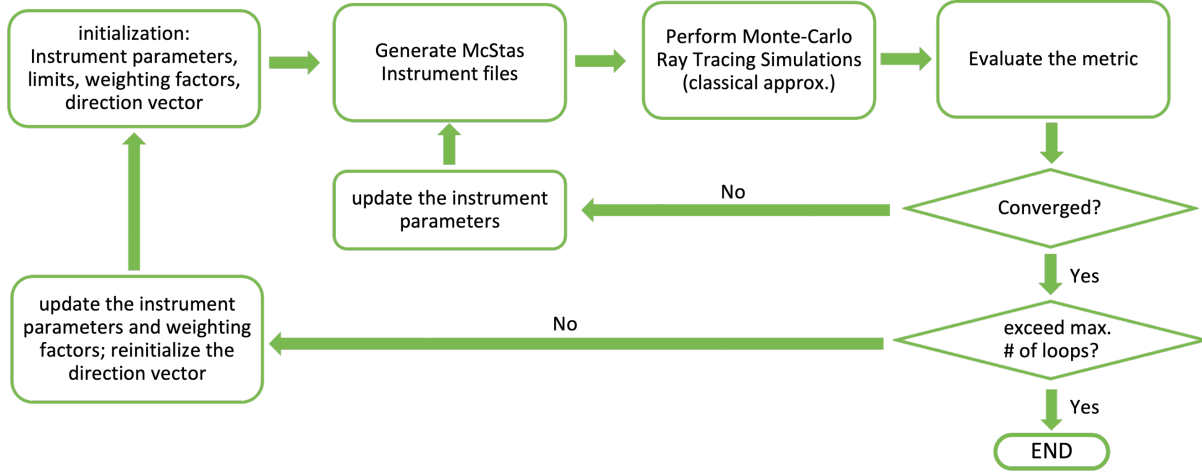 initialization:
Instrument parameters,
limits, weighting factors,
direction vector
Generate McStas
Instrument files
Perform Monte-Carlo
Ray Tracing Simulations
(classical approx.)
Evaluate the metric
update the instrument
parameters
No
Converged?
Yes
update the instrument
parameters and weighting
factors; reinitialize the
direction vector
No
exceed max.
# of loops?
Yes
END